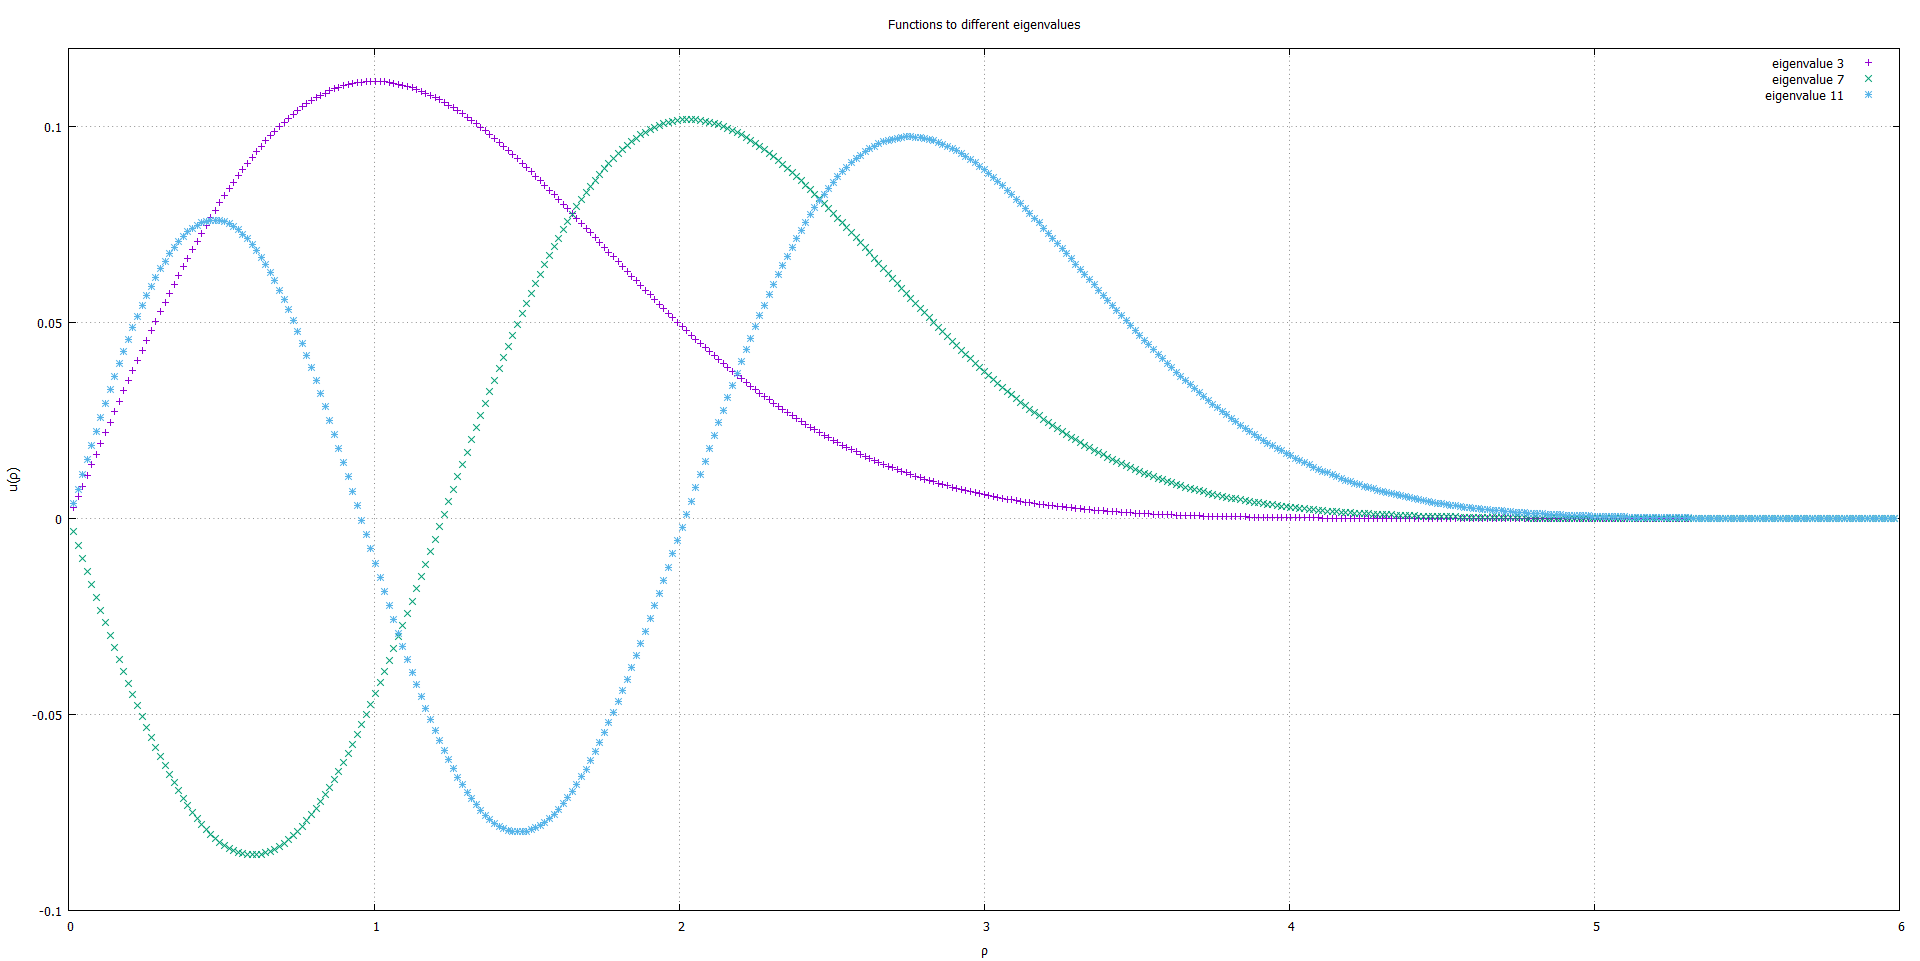 Functions to different eigenvalues
eigenvalue 3
eigenvalue 7
eigenvalue 11
0.1
0.05
0
-0.05
-0.1
u(ρ)
0 1 2 3 4 5 6
ρ